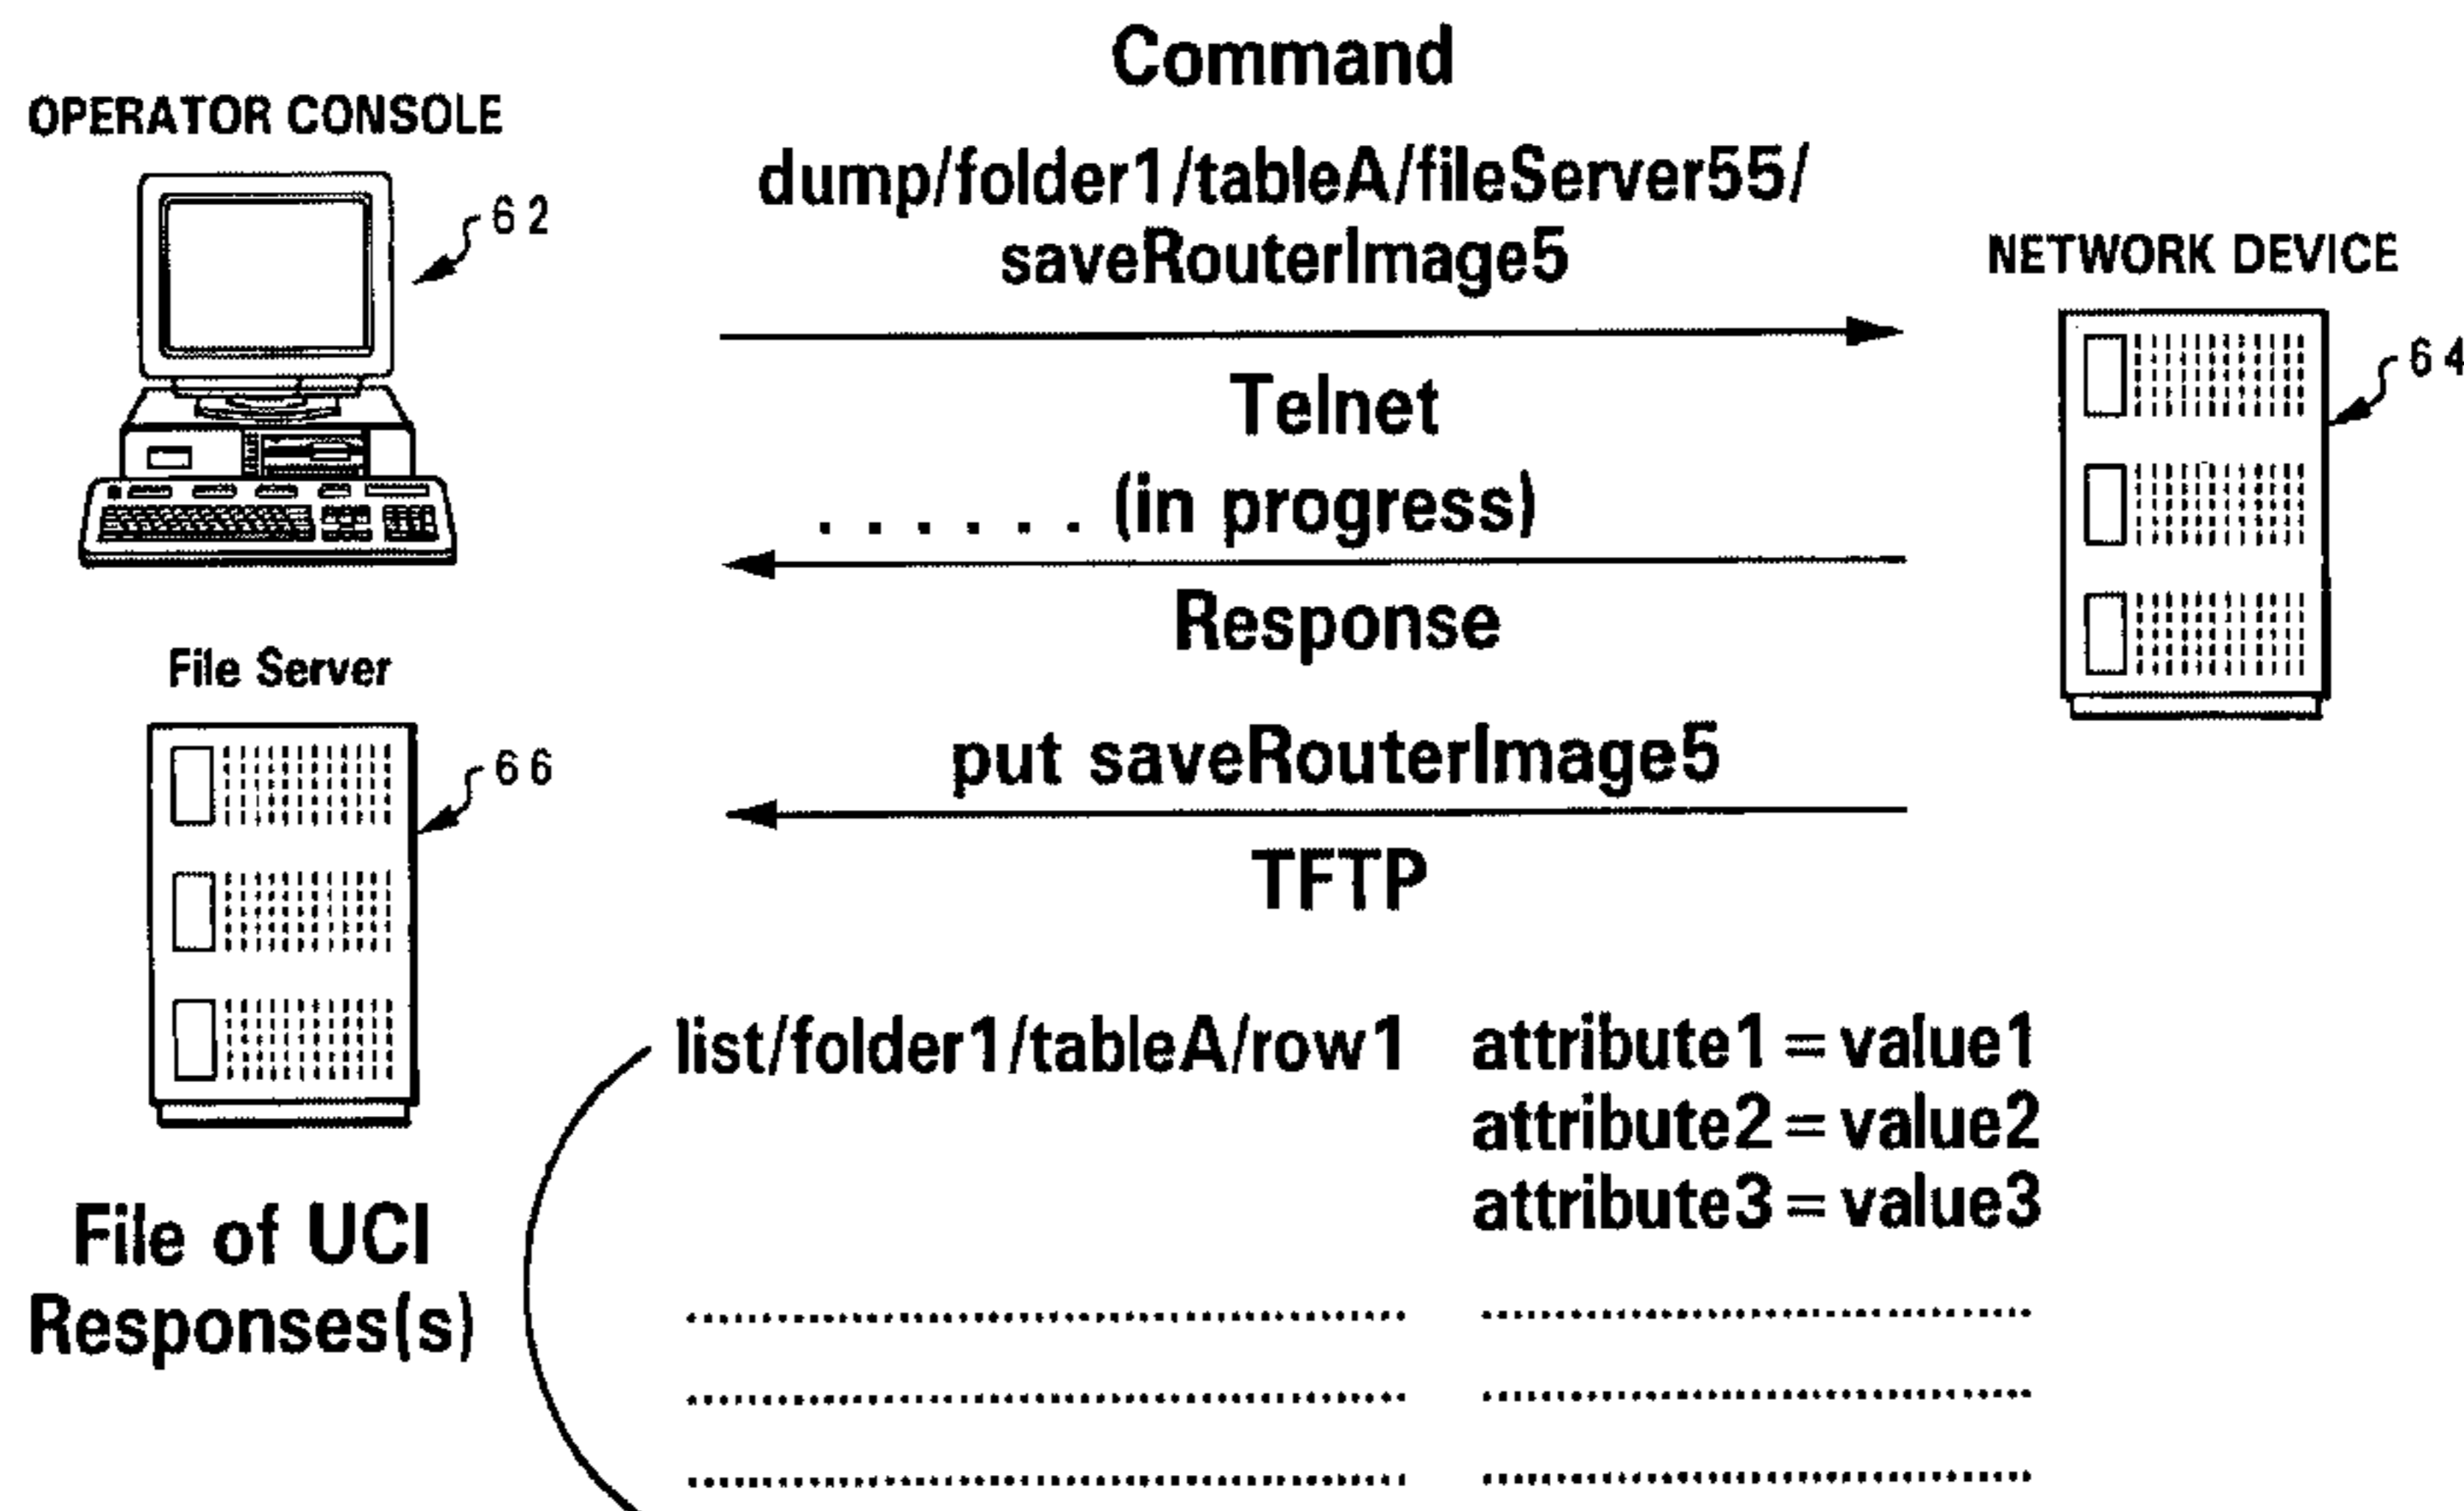 Command
OPERATOR CONSOLE
62
dump/folder1/tableA/fileServer55/
saveRouterImage5
NETWORK DEVICE
64
Telnet
. . . . . . (in progress)
Response
File Server
66
put saveRouterImage5
TFTP
list/folder1/tableA/row1 attribute1 = value1
attribute2 = value2
attribute3 = value3
File of UCI
Responses(s)